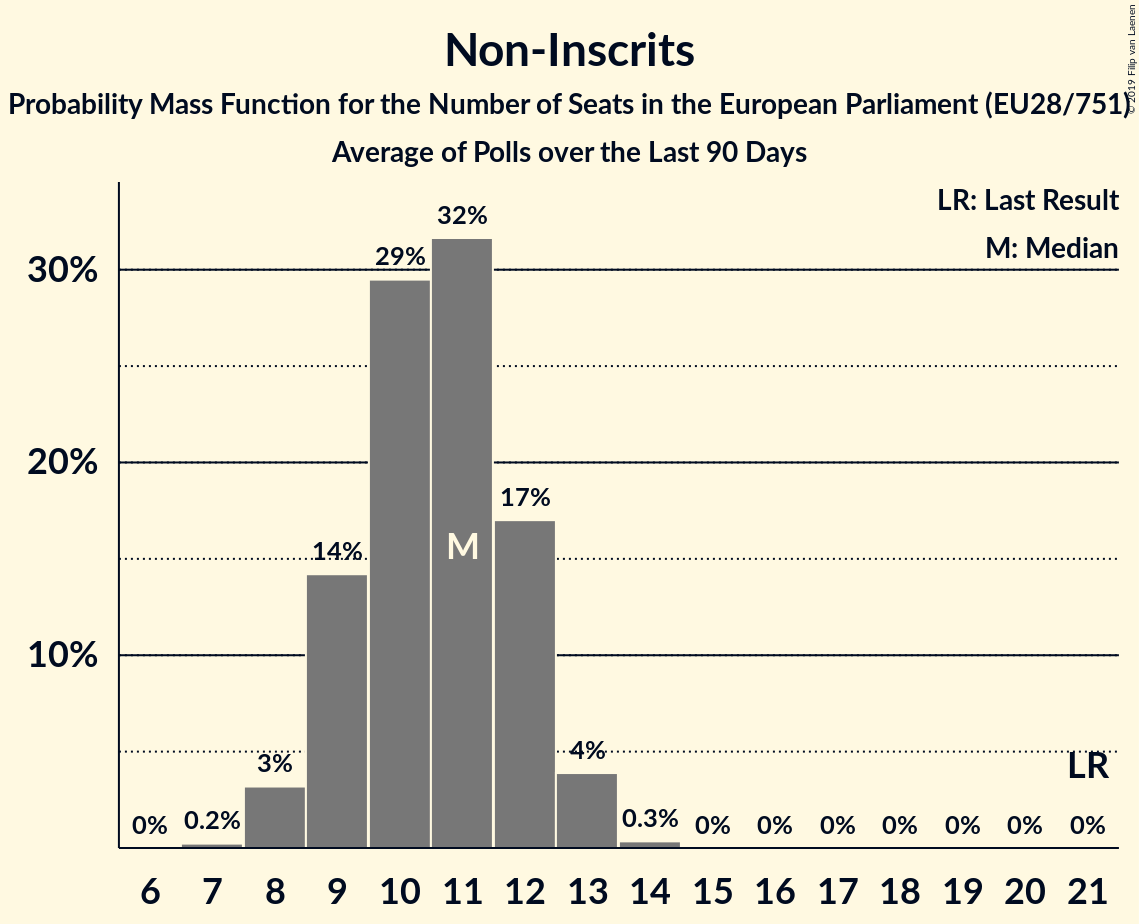 Non-Inscrits
Probability Mass Function for the Number of Seats in the European Parliament (EU28/751)
Average of Polls over the Last 90 Days
© 2019 Filip van Laenen
LR: Last Result
M: Median
30%
20%
10%
0%
0.2%
3%
14%
29%
32%
17%
4%
0.3%
0%
0%
0%
0%
0%
0%
0%
M
LR
6 7 8 9 10 11 12 13 14 15 16 17 18 19 20 21